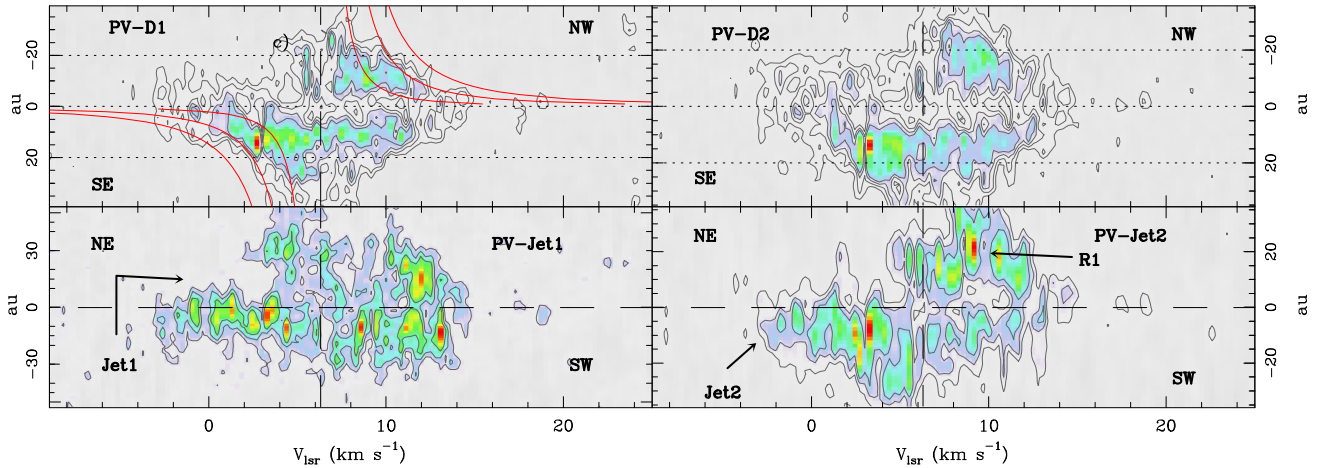 PV-D1
NW
PV-D2
NW
−20
0
20
au
SE
SE
−20
0
20
au
NE
PV-Jet1
NE
PV-Jet2
R1
30
0
−30
au
Jet1
SW
Jet2
SW
20
0
−20
au
0
10
20
0
10
20
V_lsr (km s⁻¹)
V_lsr (km s⁻¹)